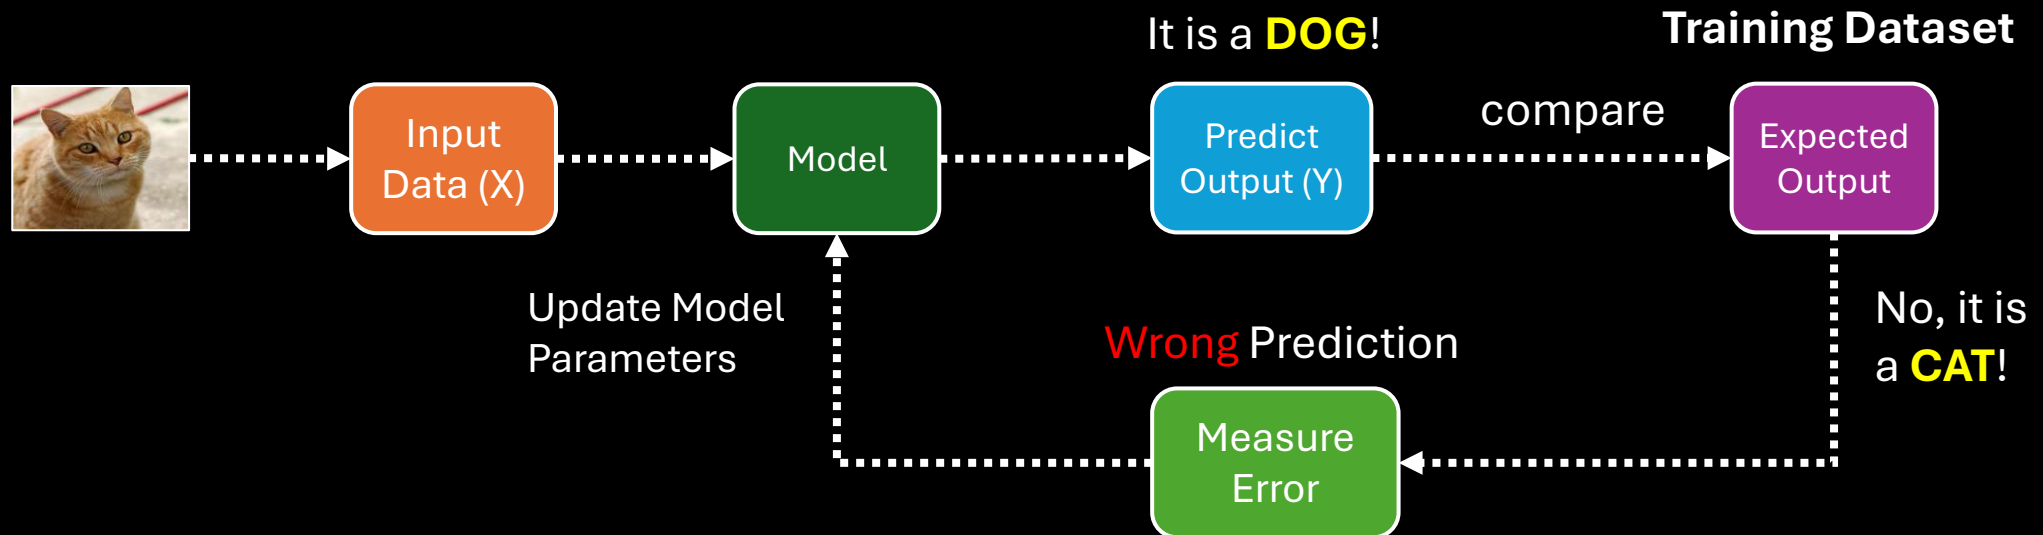 It is a DOG!
Training Dataset
Input
Data (X)
Model
Predict
Output (Y)
compare
Expected
Output
Update Model
Parameters
Wrong Prediction
No, it is
a CAT!
Measure
Error